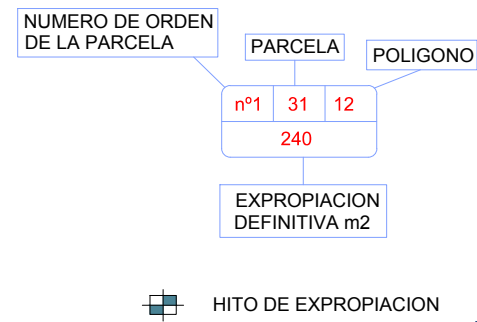 NUMERO DE ORDEN
DE LA PARCELA
PARCELA
POLIGONO
nº1 31 12
240
EXPROPIACION
DEFINITIVA m2
HITO DE EXPROPIACION